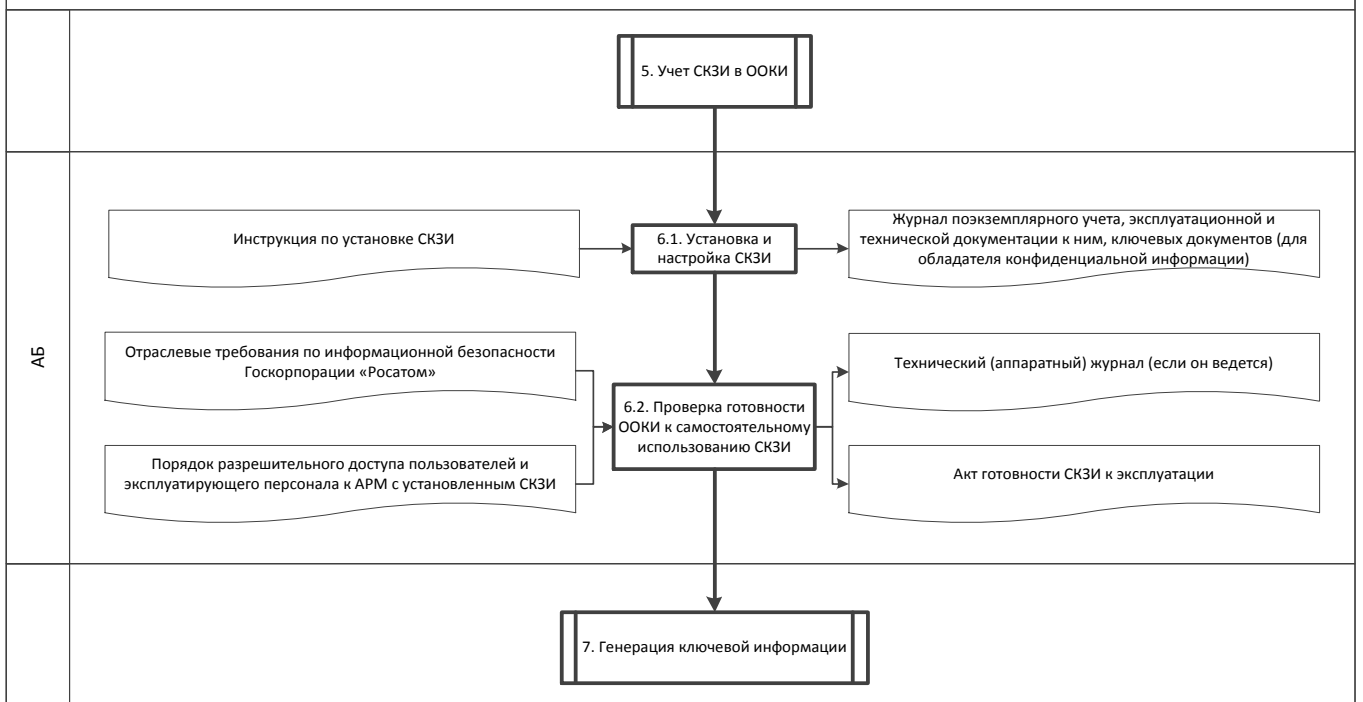 5. Учет СКЗИ в ООКИ
АБ
Инструкция по установке СКЗИ
6.1. Установка и
настройка СКЗИ
Журнал поэкземплярного учета, эксплуатационной и
технической документации к ним, ключевых документов (для
обладателя конфиденциальной информации)
Отраслевые требования по информационной безопасности
Госкорпорации «Росатом»
Порядок разрешительного доступа пользователей и
эксплуатирующего персонала к АРМ с установленным СКЗИ
6.2. Проверка готовности
ООКИ к самостоятельному
использованию СКЗИ
Технический (аппаратный) журнал (если он ведется)
Акт готовности СКЗИ к эксплуатации
7. Генерация ключевой информации